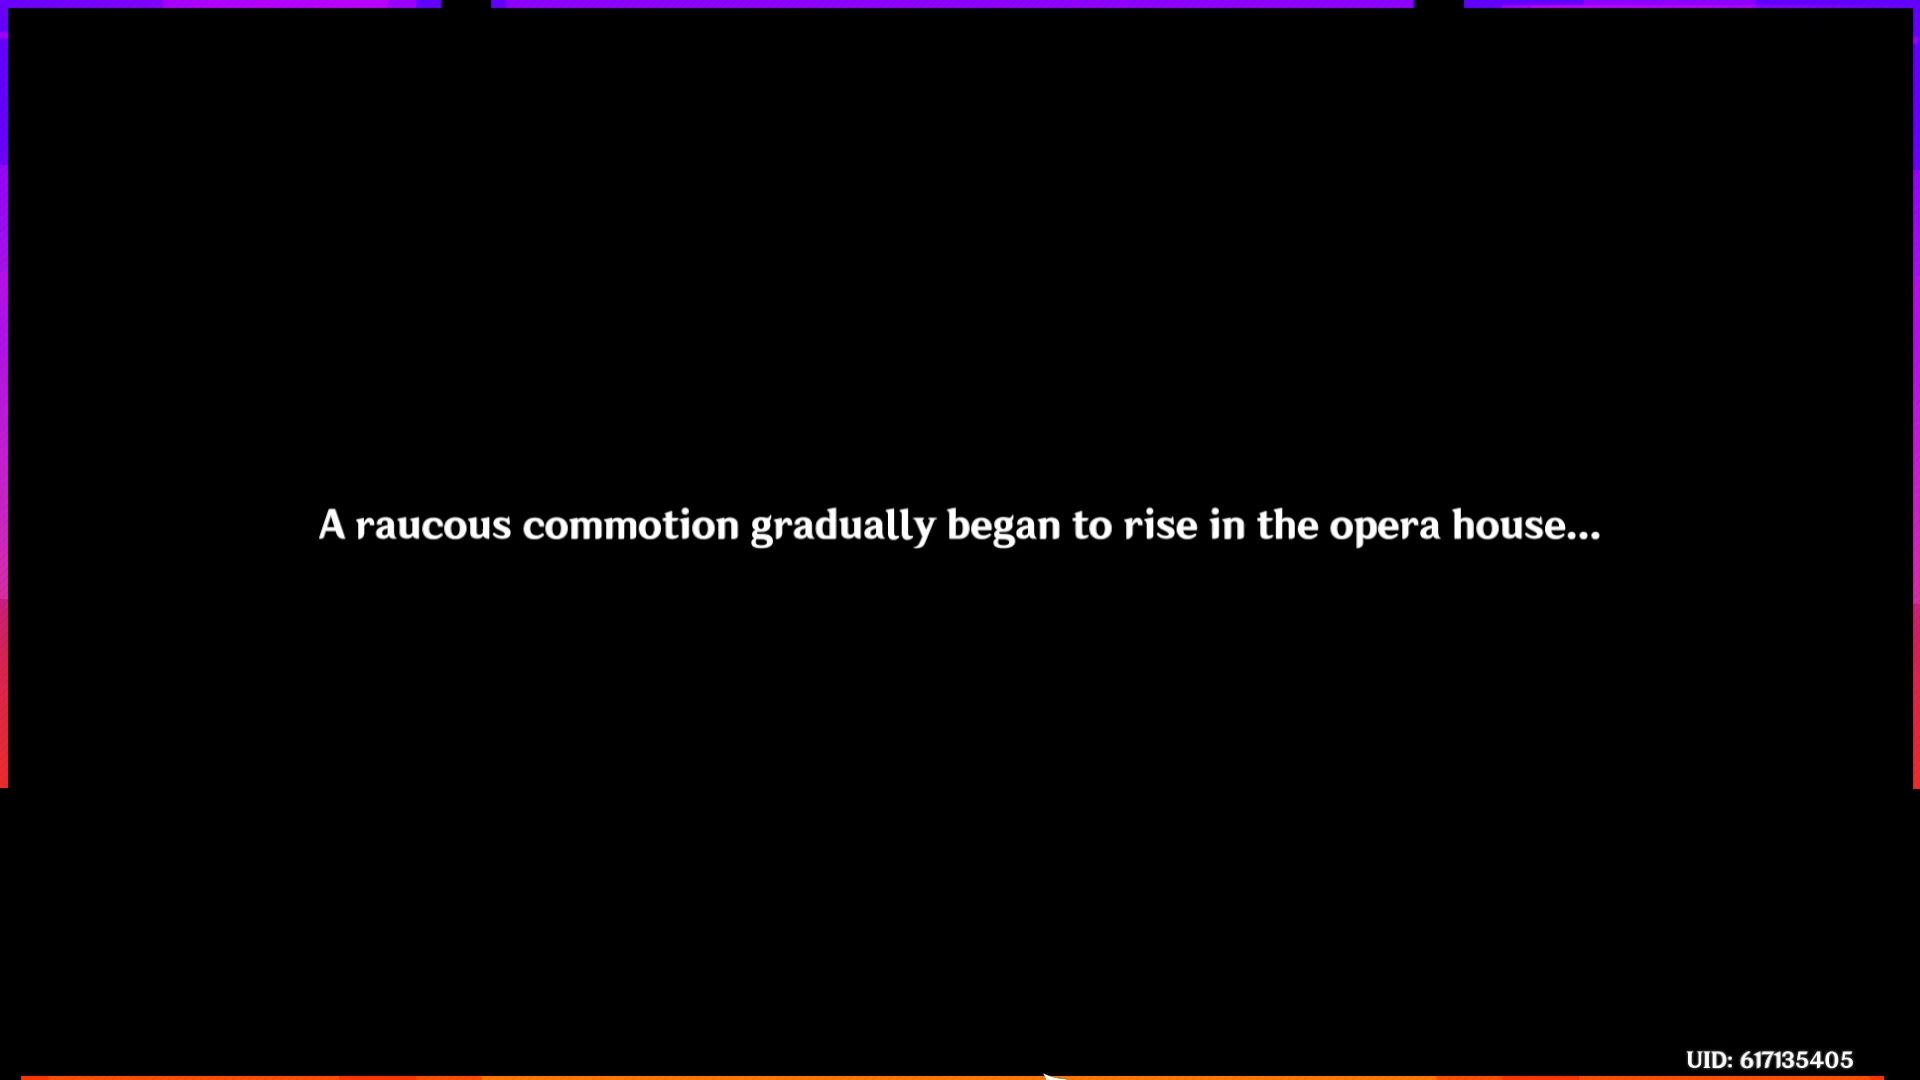 A raucous commotion gradually began to rise in the opera house...
UID: 617135405